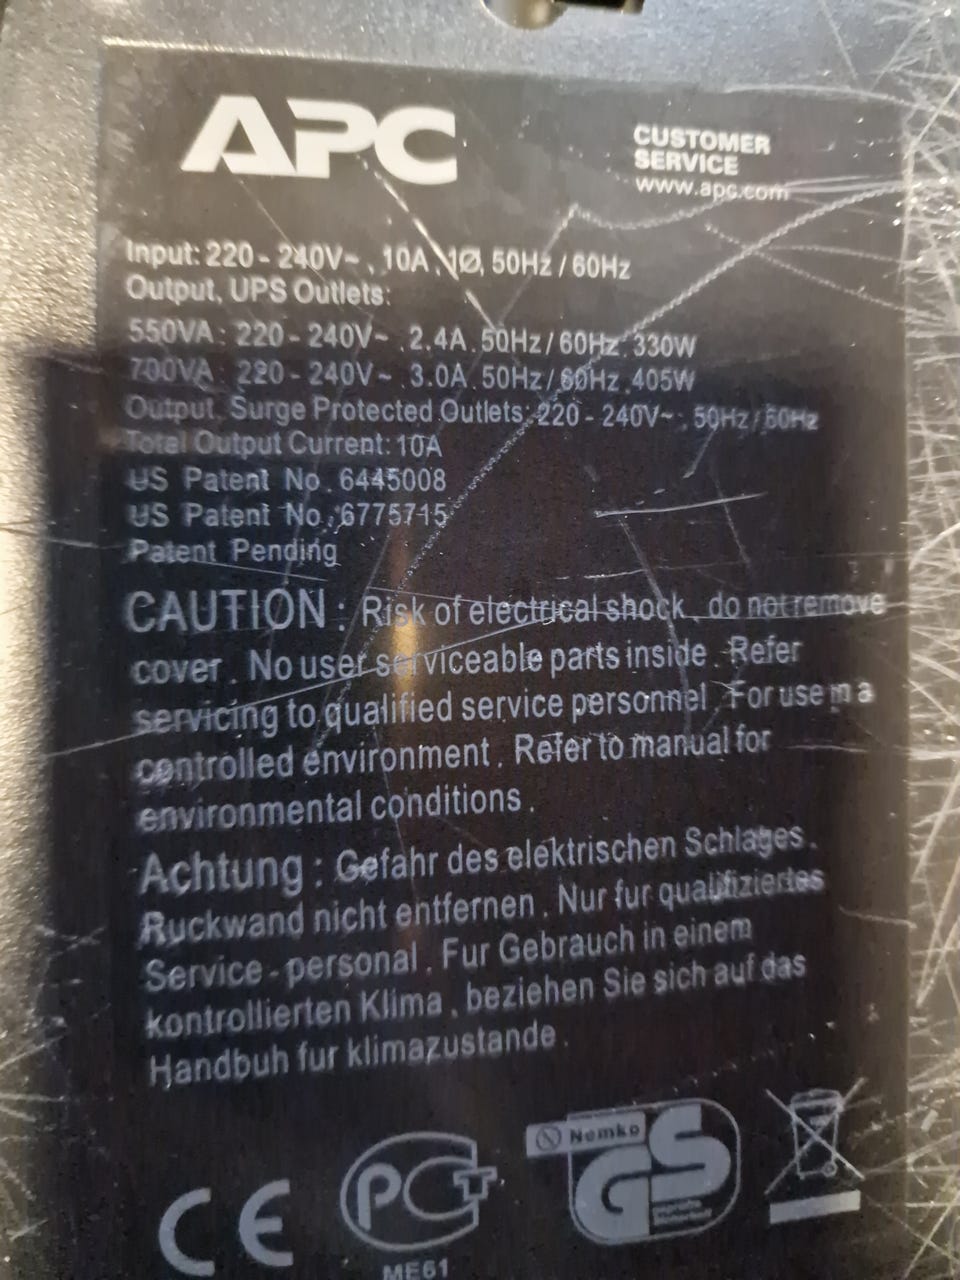 APC
CUSTOMER
SERVICE
www.apc.com
Input: 220 - 240V~ , 10A, 1Ø, 50Hz / 60Hz
Output, UPS Outlets:
550VA : 220 - 240V~ , 2.4A, 50Hz / 60Hz, 330W
700VA : 220 - 240V~ , 3.0A, 50Hz / 60Hz, 405W
Output, Surge Protected Outlets: 220 - 240V~, 50Hz / 60Hz
Total Output Current: 10A
US Patent No. 6445008
US Patent No. 6775715
Patent Pending
CAUTION : Risk of electrical shock, do not remove
cover . No user serviceable parts inside . Refer
servicing to qualified service personnel . For use in a
controlled environment . Refer to manual for
environmental conditions .
Achtung : Gefahr des elektrischen Schlages .
Ruckwand nicht entfernen . Nur fur qualifiziertes
Service - personal . Fur Gebrauch in einem
kontrollierten Klima , beziehen Sie sich auf das
Handbuh fur klimazustande .
CE
PCT
ME61
Nemko
GS
geprüfte
Sicherheit